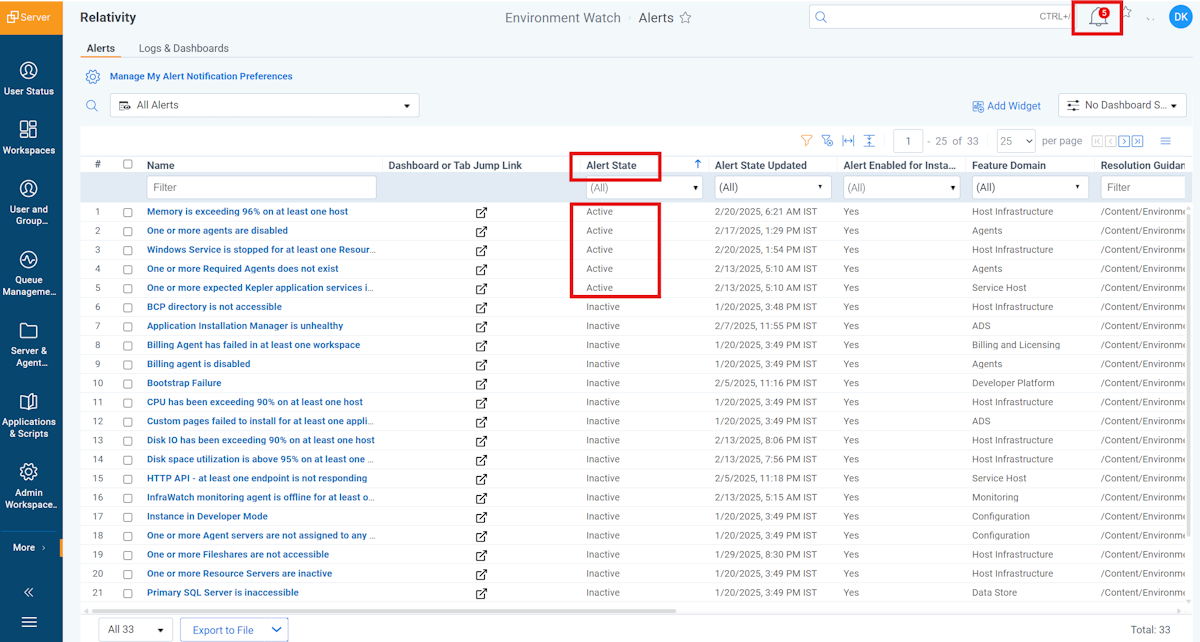 Server
Relativity
Environment Watch
Alerts
CTRL+/
5
DK
Alerts
Logs & Dashboards
Manage My Alert Notification Preferences
User Status
Workspaces
User and
Group...
Queue
Manageme...
Server &
Agent...
Applications
& Scripts
Admin
Workspace...
More
All Alerts
Add Widget
No Dashboard S...
1 - 25 of 33
25 per page
# Name Dashboard or Tab Jump Link Alert State Alert State Updated Alert Enabled for Insta... Feature Domain Resolution Guidan
Filter (All) (All) (All) (All) Filter
1 Memory is exceeding 96% on at least one host Active 2/20/2025, 6:21 AM IST Yes Host Infrastructure /Content/Environme
2 One or more agents are disabled Active 2/17/2025, 1:29 PM IST Yes Agents /Content/Environme
3 Windows Service is stopped for at least one Resour... Active 2/20/2025, 1:54 PM IST Yes Host Infrastructure /Content/Environme
4 One or more Required Agents does not exist Active 2/13/2025, 5:10 AM IST Yes Agents /Content/Environme
5 One or more expected Kepler application services i... Active 2/13/2025, 5:10 AM IST Yes Service Host /Content/Environme
6 BCP directory is not accessible Inactive 1/20/2025, 3:48 PM IST Yes Host Infrastructure /Content/Environme
7 Application Installation Manager is unhealthy Inactive 2/7/2025, 11:55 PM IST Yes ADS /Content/Environme
8 Billing Agent has failed in at least one workspace Inactive 1/20/2025, 3:49 PM IST Yes Billing and Licensing /Content/Environme
9 Billing agent is disabled Inactive 1/20/2025, 3:49 PM IST Yes Agents /Content/Environme
10 Bootstrap Failure Inactive 2/5/2025, 11:16 PM IST Yes Developer Platform /Content/Environme
11 CPU has been exceeding 90% on at least one host Inactive 1/20/2025, 3:49 PM IST Yes Host Infrastructure /Content/Environme
12 Custom pages failed to install for at least one appli... Inactive 1/20/2025, 3:49 PM IST Yes ADS /Content/Environme
13 Disk IO has been exceeding 90% on at least one host Inactive 2/13/2025, 8:06 PM IST Yes Host Infrastructure /Content/Environme
14 Disk space utilization is above 95% on at least one ... Inactive 2/13/2025, 7:56 PM IST Yes Host Infrastructure /Content/Environme
15 HTTP API - at least one endpoint is not responding Inactive 2/5/2025, 11:18 PM IST Yes Service Host /Content/Environme
16 InfraWatch monitoring agent is offline for at least o... Inactive 2/13/2025, 5:15 AM IST Yes Monitoring /Content/Environme
17 Instance in Developer Mode Inactive 1/20/2025, 3:49 PM IST Yes Configuration /Content/Environme
18 One or more Agent servers are not assigned to any ... Inactive 1/20/2025, 3:49 PM IST Yes Configuration /Content/Environme
19 One or more Fileshares are not accessible Inactive 1/29/2025, 8:30 PM IST Yes Host Infrastructure /Content/Environme
20 One or more Resource Servers are inactive Inactive 1/20/2025, 3:49 PM IST Yes Host Infrastructure /Content/Environme
21 Primary SQL Server is inaccessible Inactive 1/20/2025, 3:49 PM IST Yes Data Store /Content/Environme
All 33
Export to File
Total: 33